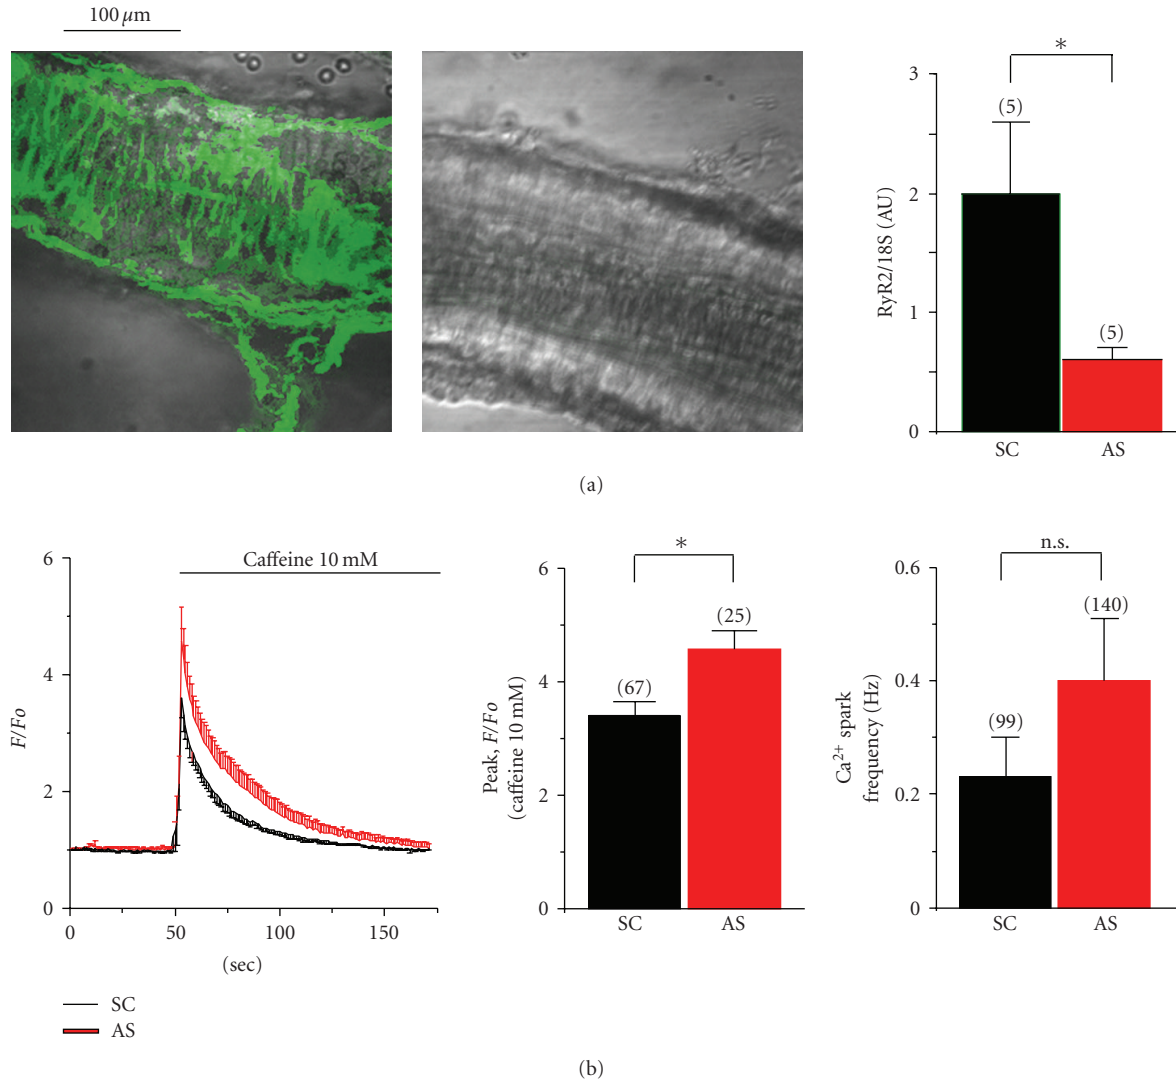 100 µm
*
3
(5)
2
RyR2/18S (AU)
1
(5)
0
SC AS
(a)
6
Caffeine 10 mM
4
F/Fo
2
0
0 50 100 150
(sec)
SC
AS
*
6
(25)
(67)
4
Peak, F/Fo
(caffeine 10 mM)
2
0
SC AS
n.s.
0.6
(140)
0.4
(99)
Ca2+ spark
frequency (Hz)
0.2
0
SC AS
(b)